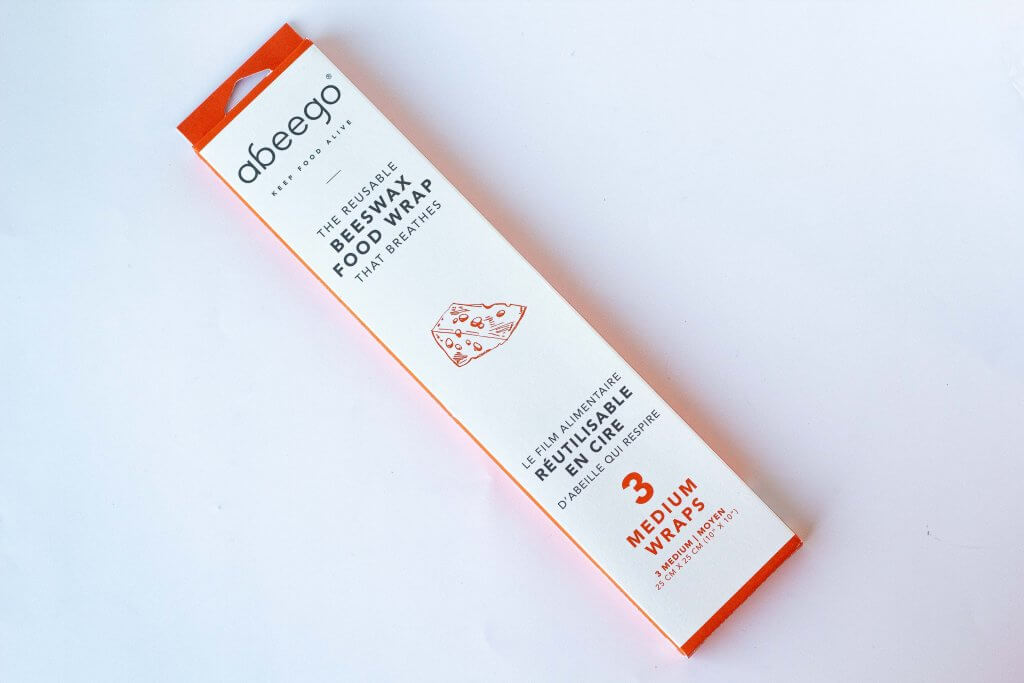 abeego®
KEEP FOOD ALIVE
THE REUSABLE
BEESWAX
FOOD WRAP
THAT BREATHES
LE FILM ALIMENTAIRE
RÉUTILISABLE
EN CIRE
D'ABEILLE QUI RESPIRE
3
MEDIUM
WRAPS
3 MEDIUM | MOYEN
25 CM X 25 CM (10" X 10")